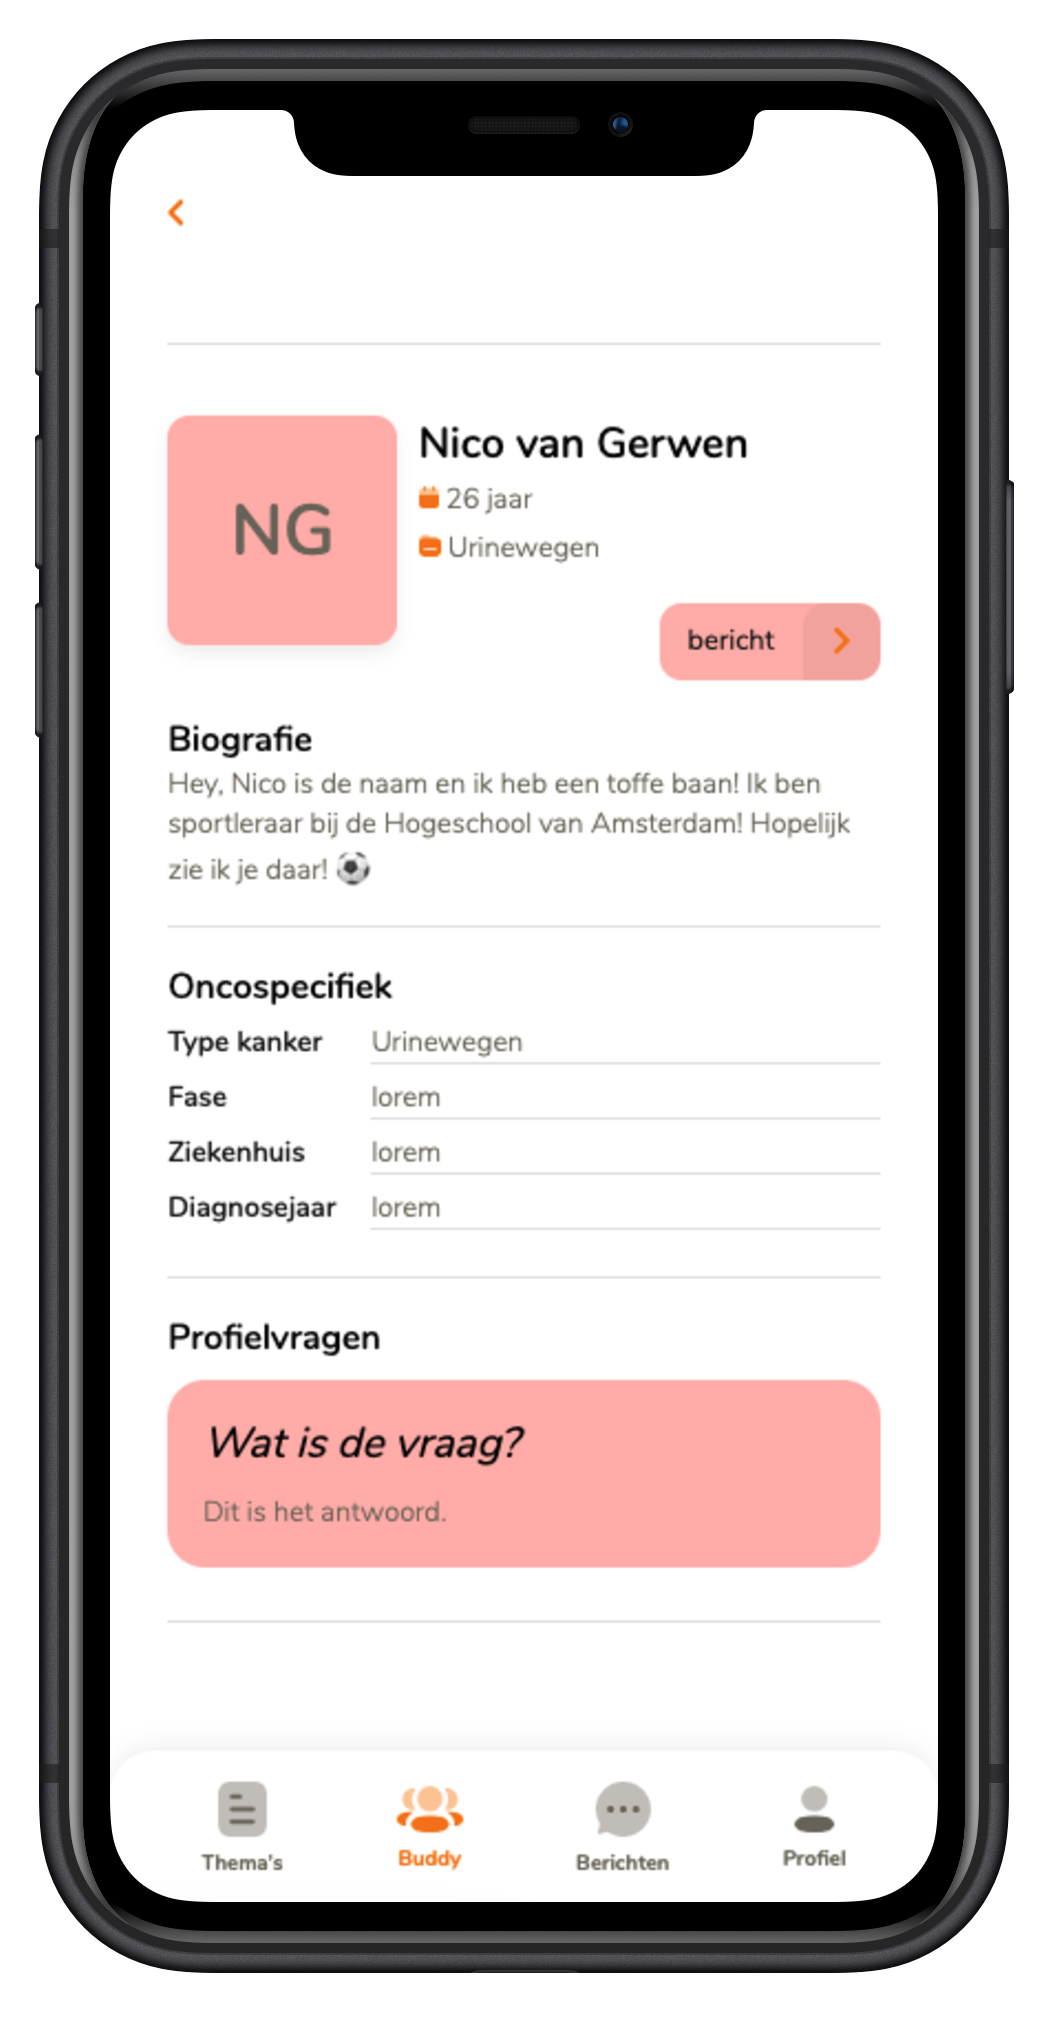 Nico van Gerwen
NG
26 jaar
Urinewegen
bericht
Biografie
Hey, Nico is de naam en ik heb een toffe baan! Ik ben
sportleraar bij de Hogeschool van Amsterdam! Hopelijk
zie ik je daar! ⚽
Oncospecifiek
Type kanker Urinewegen
Fase lorem
Ziekenhuis lorem
Diagnosejaar lorem
Profielvragen
Wat is de vraag?
Dit is het antwoord.
Thema's Buddy Berichten Profiel